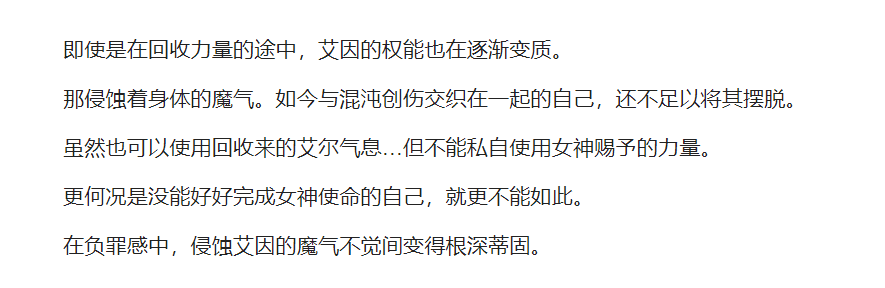 即使是在回收力量的途中，艾因的权能也在逐渐变质。
那侵蚀着身体的魔气。如今与混沌创伤交织在一起的自己，还不足以将其摆脱。
虽然也可以使用回收来的艾尔气息…但不能私自使用女神赐予的力量。
更何况是没能好好完成女神使命的自己，就更不能如此。
在负罪感中，侵蚀艾因的魔气不觉间变得根深蒂固。